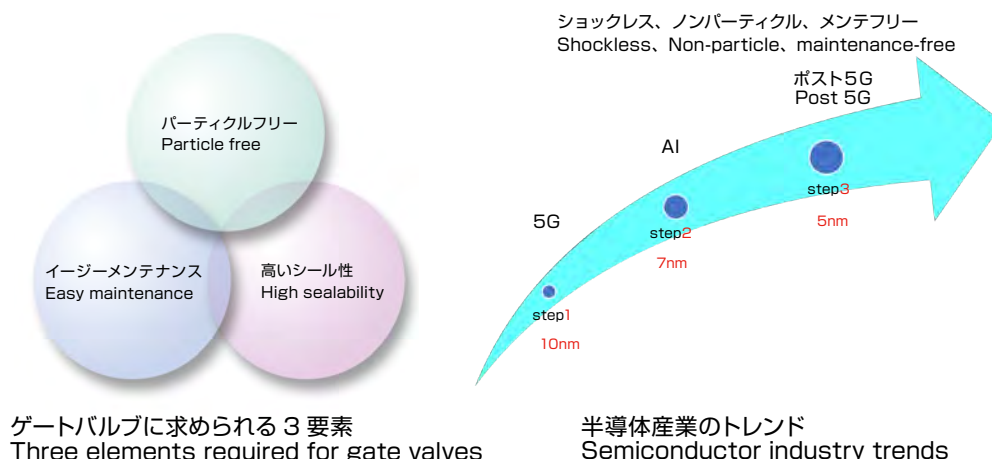 パーティクルフリー
Particle free
イージーメンテナンス
Easy maintenance
高いシール性
High sealability
ゲートバルブに求められる 3 要素
Three elements required for gate valves
ショックレス、ノンパーティクル、メンテフリー
Shockless、Non-particle、maintenance-free
ポスト5G
Post 5G
AI
5G
step3
5nm
step2
7nm
step1
10nm
半導体産業のトレンド
Semiconductor industry trends